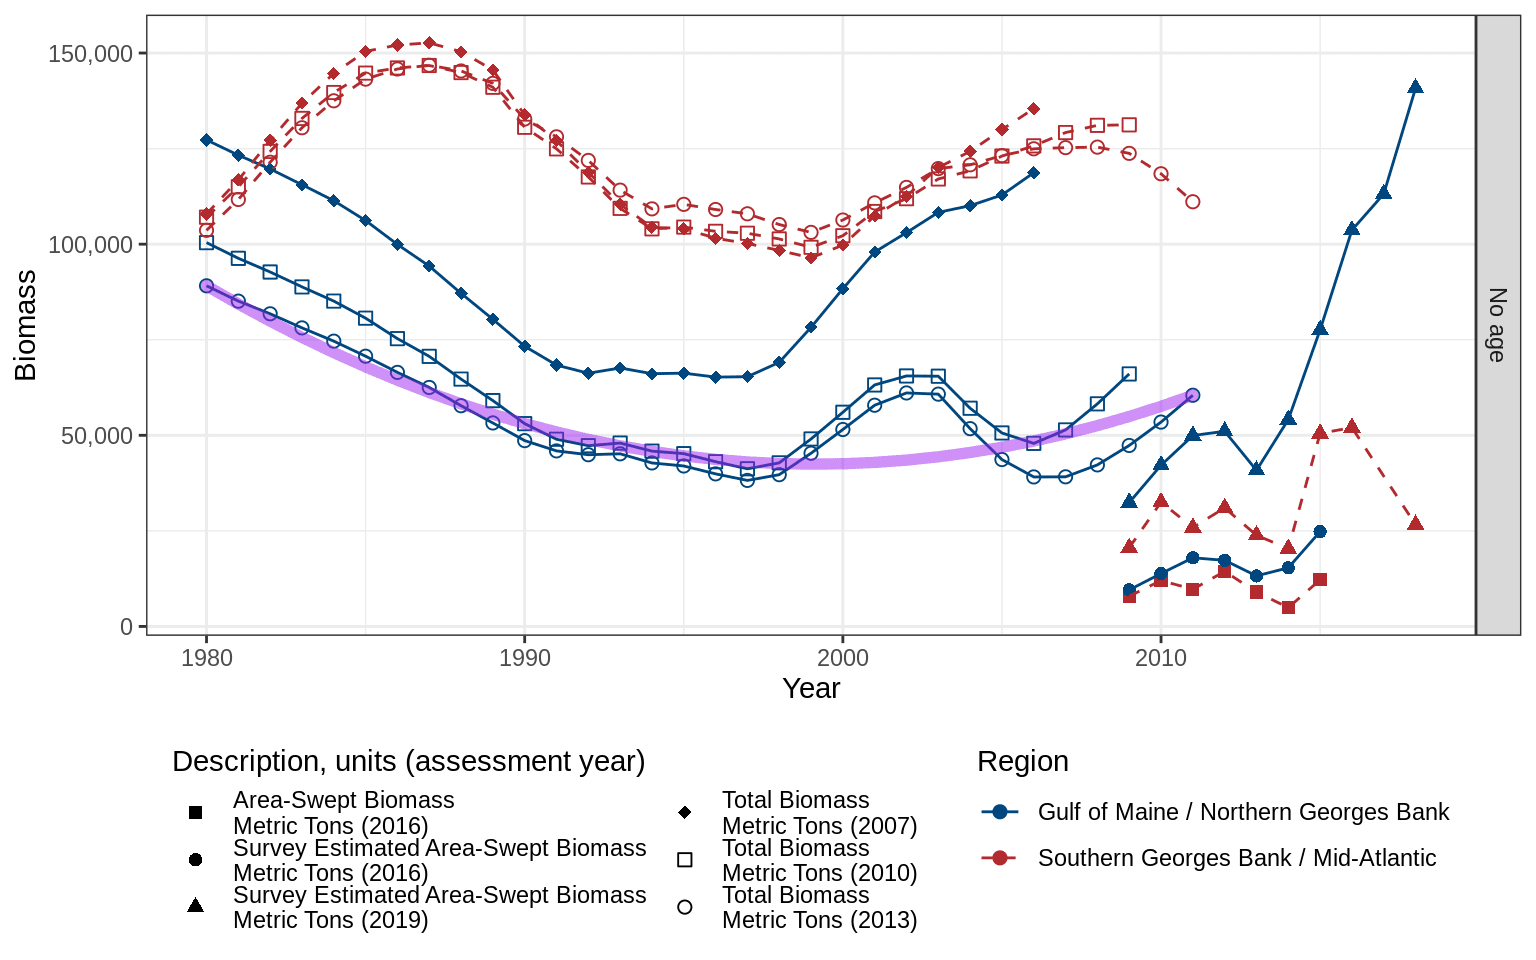 150,000
100,000
50,000
0
Biomass
No age
1980 1990 2000 2010
Year
Description, units (assessment year)
Area-Swept Biomass
Metric Tons (2016)
Survey Estimated Area-Swept Biomass
Metric Tons (2016)
Survey Estimated Area-Swept Biomass
Metric Tons (2019)
Total Biomass
Metric Tons (2007)
Total Biomass
Metric Tons (2010)
Total Biomass
Metric Tons (2013)
Region
Gulf of Maine / Northern Georges Bank
Southern Georges Bank / Mid-Atlantic